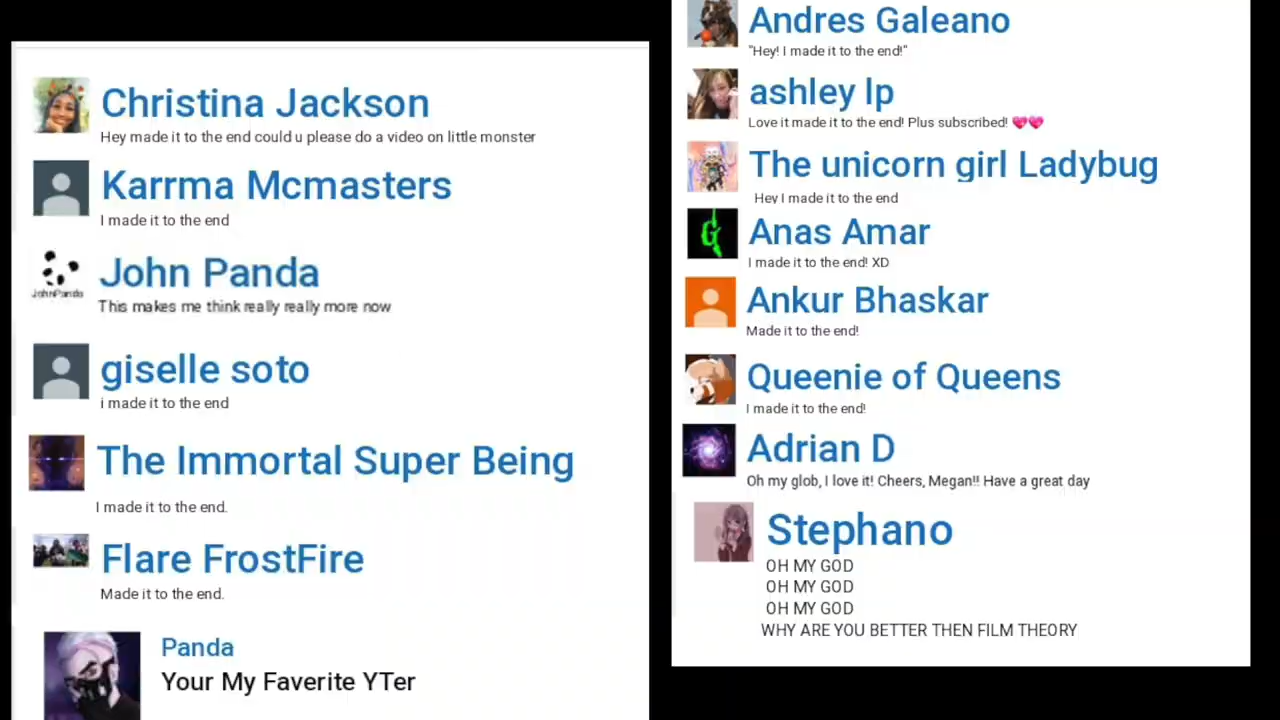 Christina Jackson
Hey made it to the end could u please do a video on little monster
Karrma Mcmasters
I made it to the end
John Panda
JohnPanda
This makes me think really really more now
giselle soto
i made it to the end
The Immortal Super Being
I made it to the end.
Flare FrostFire
Made it to the end.
Panda
Your My Faverite YTer
Andres Galeano
"Hey! I made it to the end!"
ashley lp
Love it made it to the end! Plus subscribed! 💖💖
The unicorn girl Ladybug
Hey I made it to the end
G
Anas Amar
I made it to the end! XD
Ankur Bhaskar
Made it to the end!
Queenie of Queens
I made it to the end!
Adrian D
Oh my glob, I love it! Cheers, Megan!! Have a great day
Stephano
OH MY GOD
OH MY GOD
OH MY GOD
WHY ARE YOU BETTER THEN FILM THEORY